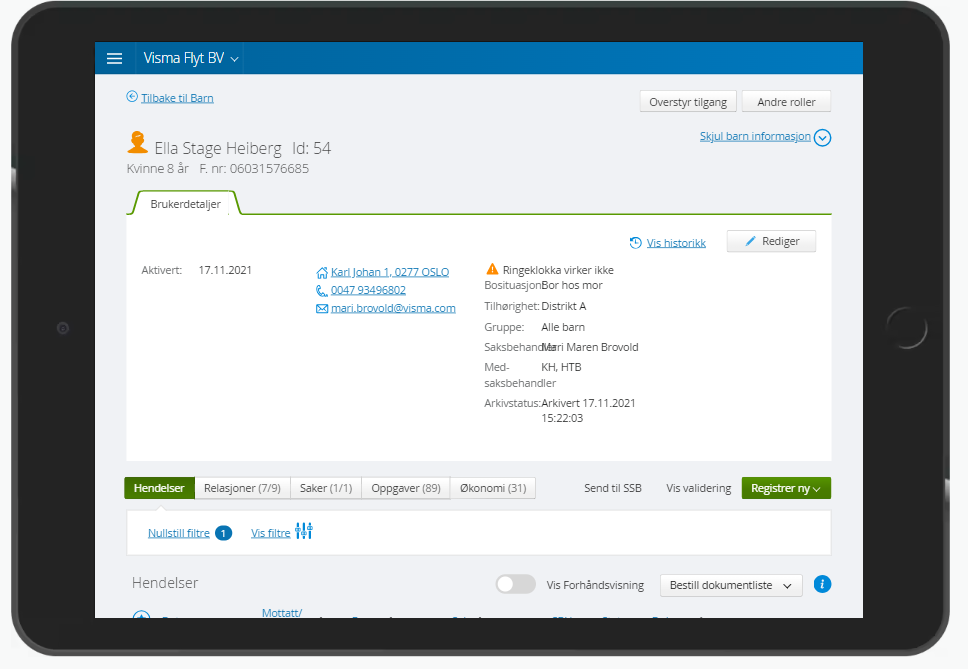 Visma Flyt BV
Tilbake til Barn
Overstyr tilgang
Andre roller
Skjul barn informasjon
Ella Stage Heiberg Id: 54
Kvinne 8 år F. nr: 06031576685
Brukerdetaljer
Vis historikk
Rediger
Aktivert: 17.11.2021
Karl Johan 1, 0277 OSLO
0047 93496802
mari.brovold@visma.com
Ringeklokka virker ikke
Bosituasjon Bor hos mor
Tilhørighet: Distrikt A
Gruppe: Alle barn
Saksbehandler Mari Maren Brovold
Med-saksbehandler KH, HTB
Arkivstatus: Arkivert 17.11.2021
15:22:03
Hendelser Relasjoner (7/9) Saker (1/1) Oppgaver (89) Økonomi (31) Send til SSB Vis validering Registrer ny
Nullstill filtre 1 Vis filtre
Hendelser Vis Forhåndsvisning Bestill dokumentliste
Mottatt/